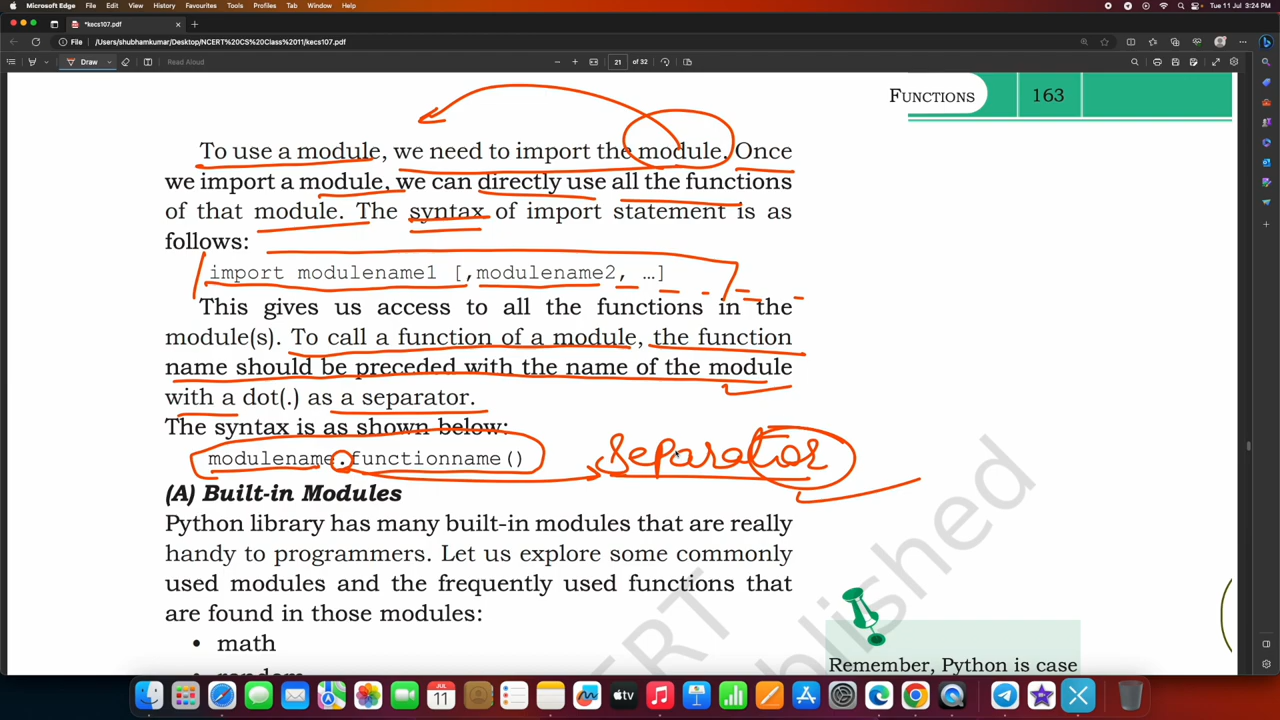 Microsoft Edge File Edit View History Favourites Tools Profiles Tab Window Help Tue 11 Jul 3:24 PM
*kecs107.pdf
File /Users/shubhamkumar/Desktop/NCERT%20CS%20Class%2011/kecs107.pdf
Draw Read Aloud 21 of 32
FUNCTIONS 163
To use a module, we need to import the module. Once
we import a module, we can directly use all the functions
of that module. The syntax of import statement is as
follows:
import modulename1 [,modulename2, …]
This gives us access to all the functions in the
module(s). To call a function of a module, the function
name should be preceded with the name of the module
with a dot(.) as a separator.
The syntax is as shown below:
modulename.functionname()
separator
(A) Built-in Modules
Python library has many built-in modules that are really
handy to programmers. Let us explore some commonly
used modules and the frequently used functions that
are found in those modules:
• math
• random
Remember, Python is case
NCERT
published
JUL
11
tv